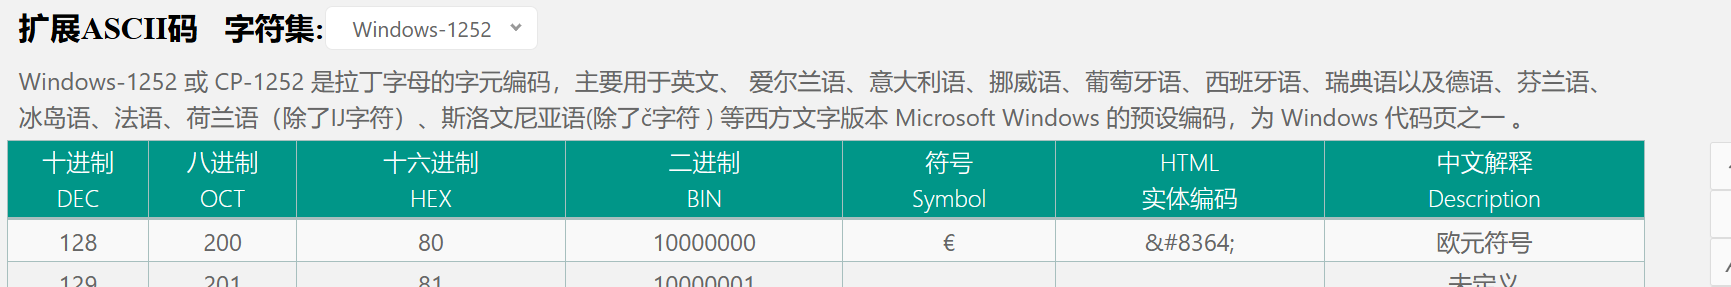 扩展ASCII码 字符集: Windows-1252
Windows-1252 或 CP-1252 是拉丁字母的字元编码，主要用于英文、 爱尔兰语、意大利语、挪威语、葡萄牙语、西班牙语、瑞典语以及德语、芬兰语、
冰岛语、法语、荷兰语（除了IJ字符）、斯洛文尼亚语(除了č字符 ) 等西方文字版本 Microsoft Windows 的预设编码，为 Windows 代码页之一 。
十进制 八进制 十六进制 二进制 符号 HTML 中文解释
DEC OCT HEX BIN Symbol 实体编码 Description
128 200 80 10000000 € &#8364; 欧元符号
129 201 81 10000001 未定义